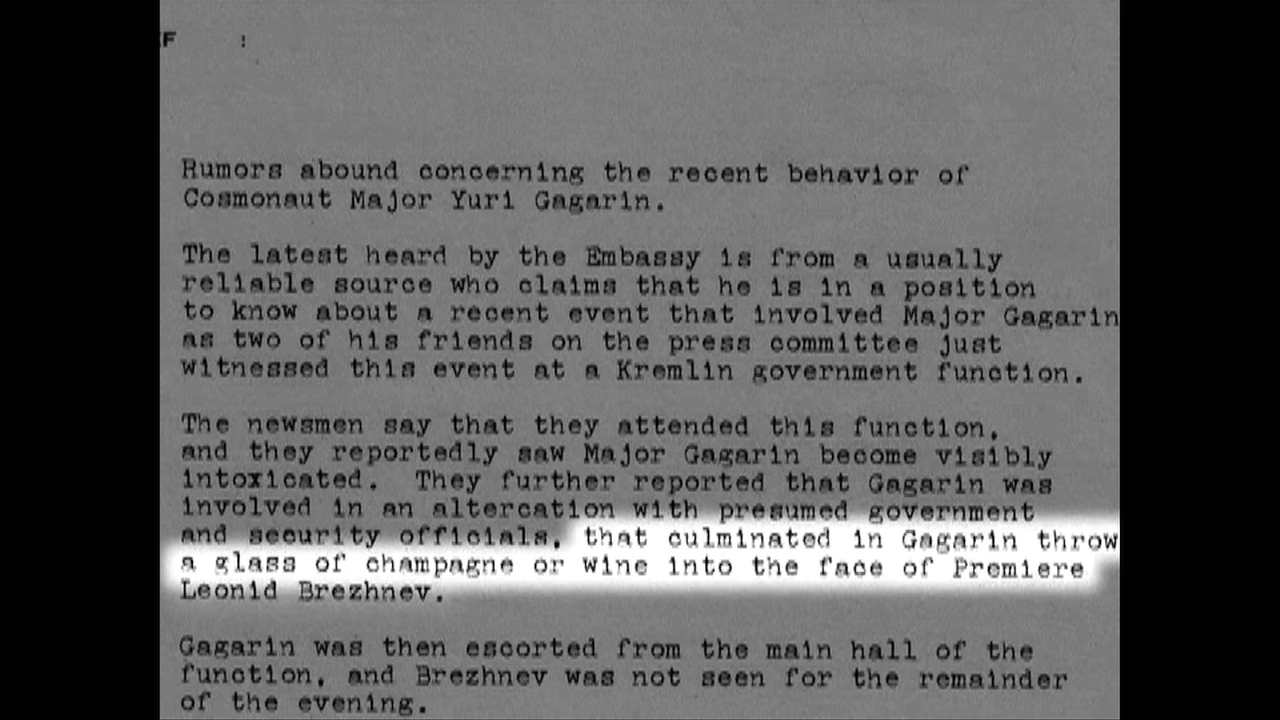 F :
Rumors abound concerning the recent behavior of
Cosmonaut Major Yuri Gagarin.
The latest heard by the Embassy is from a usually
reliable source who claims that he is in a position
to know about a recent event that involved Major Gagarin
as two of his friends on the press committee just
witnessed this event at a Kremlin government function.
The newsmen say that they attended this function,
and they reportedly saw Major Gagarin become visibly
intoxicated. They further reported that Gagarin was
involved in an altercation with presumed government
and security officials, that culminated in Gagarin throw
a glass of champagne or wine into the face of Premiere
Leonid Brezhnev.
Gagarin was then escorted from the main hall of the
function, and Brezhnev was not seen for the remainder
of the evening.